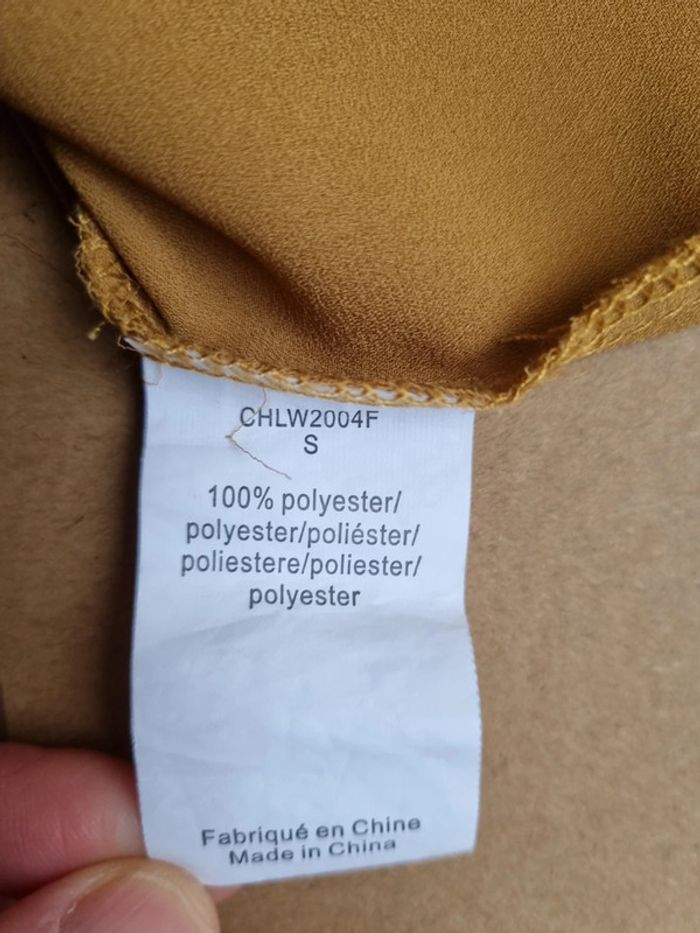 CHLW2004F
S
100% polyester/
polyester/poliéster/
poliestere/poliester/
polyester
Fabriqué en Chine
Made in China